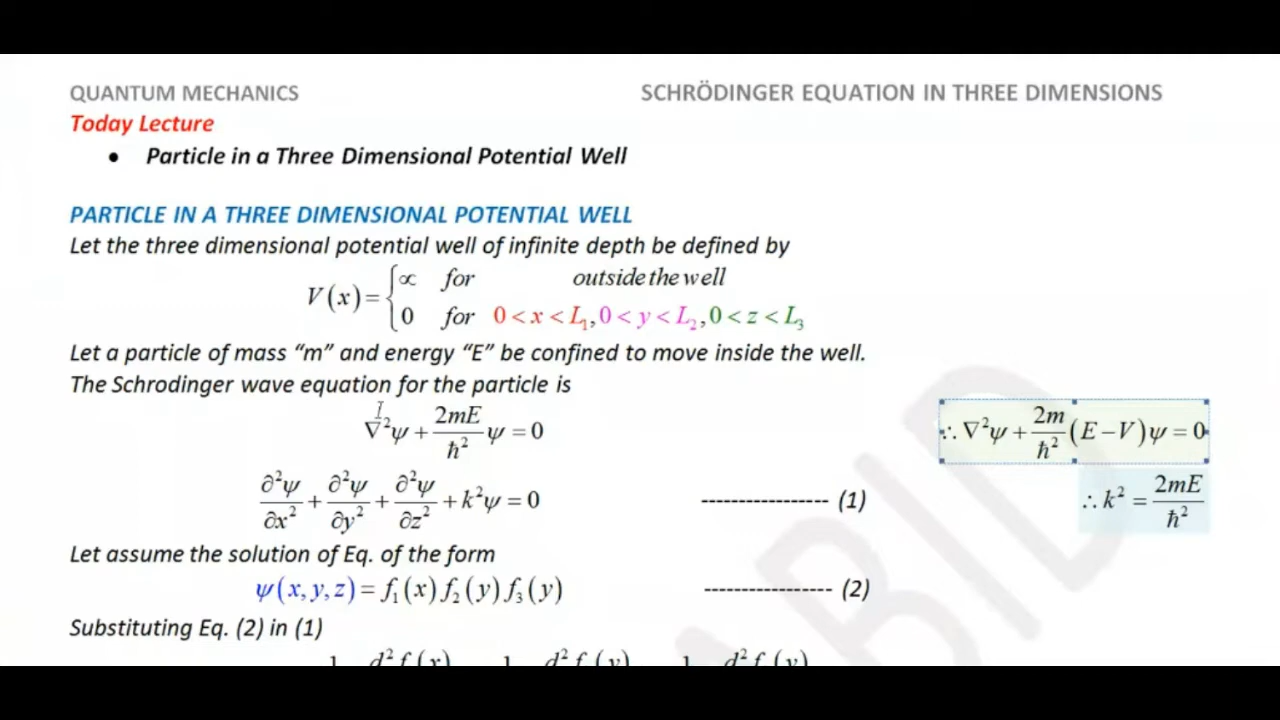 QUANTUM MECHANICS SCHRÖDINGER EQUATION IN THREE DIMENSIONS
Today Lecture
• Particle in a Three Dimensional Potential Well
PARTICLE IN A THREE DIMENSIONAL POTENTIAL WELL
Let the three dimensional potential well of infinite depth be defined by
V(x) = { ∝ for outside the well
0 for 0 < x < L₁, 0 < y < L₂, 0 < z < L₃
Let a particle of mass “m” and energy “E” be confined to move inside the well.
The Schrodinger wave equation for the particle is
∇²ψ + 2mE/ħ² ψ = 0 ∴ ∇²ψ + 2m/ħ² (E − V)ψ = 0
∂²ψ/∂x² + ∂²ψ/∂y² + ∂²ψ/∂z² + k²ψ = 0 ----------------- (1) ∴ k² = 2mE/ħ²
Let assume the solution of Eq. of the form
ψ(x, y, z) = f₁(x) f₂(y) f₃(y) ----------------- (2)
Substituting Eq. (2) in (1)